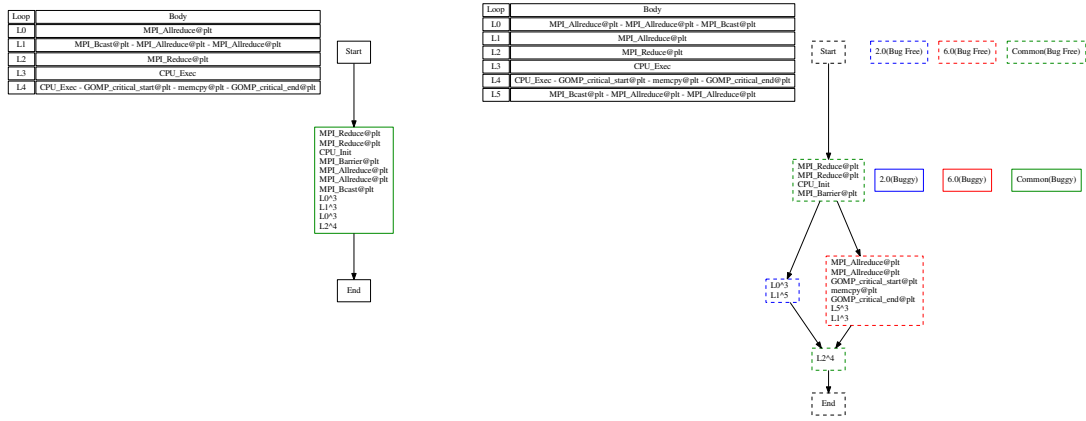 Loop Body
L0 MPI_Allreduce@plt
L1 MPI_Bcast@plt - MPI_Allreduce@plt - MPI_Allreduce@plt
L2 MPI_Reduce@plt
L3 CPU_Exec
L4 CPU_Exec - GOMP_critical_start@plt - memcpy@plt - GOMP_critical_end@plt
Start
MPI_Reduce@plt
MPI_Reduce@plt
CPU_Init
MPI_Barrier@plt
MPI_Allreduce@plt
MPI_Allreduce@plt
MPI_Bcast@plt
L0^3
L1^3
L0^3
L2^4
End
Loop Body
L0 MPI_Allreduce@plt - MPI_Allreduce@plt - MPI_Bcast@plt
L1 MPI_Allreduce@plt
L2 MPI_Reduce@plt
L3 CPU_Exec
L4 CPU_Exec - GOMP_critical_start@plt - memcpy@plt - GOMP_critical_end@plt
L5 MPI_Bcast@plt - MPI_Allreduce@plt - MPI_Allreduce@plt
Start
2.0(Bug Free)
6.0(Bug Free)
Common(Bug Free)
MPI_Reduce@plt
MPI_Reduce@plt
CPU_Init
MPI_Barrier@plt
2.0(Buggy)
6.0(Buggy)
Common(Buggy)
L0^3
L1^5
MPI_Allreduce@plt
MPI_Allreduce@plt
GOMP_critical_start@plt
memcpy@plt
GOMP_critical_end@plt
L5^3
L1^3
L2^4
End